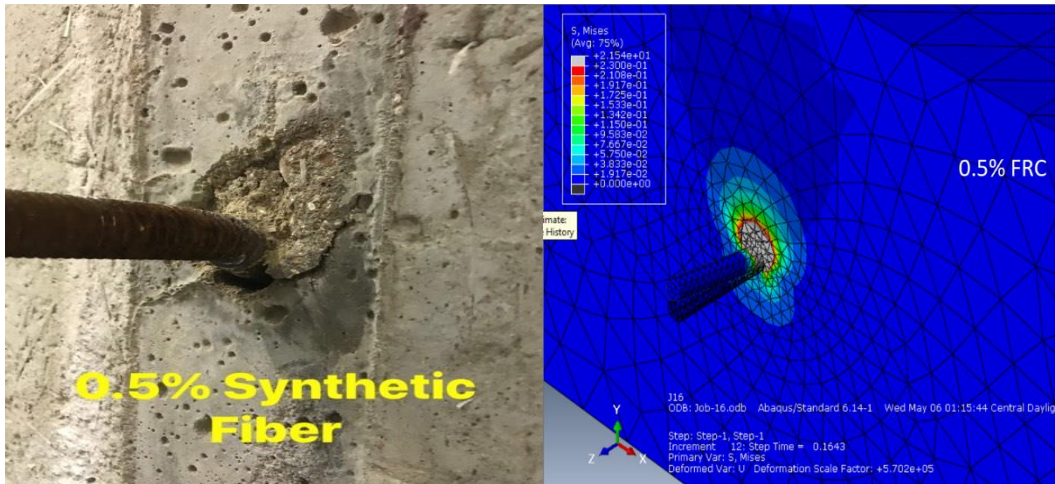 0.5% Synthetic
Fiber
S, Mises
(Avg: 75%)
+2.154e+01
+2.300e-01
+2.108e-01
+1.917e-01
+1.725e-01
+1.533e-01
+1.342e-01
+1.150e-01
+9.583e-02
+7.667e-02
+5.750e-02
+3.833e-02
+1.917e-02
+0.000e+00
0.5% FRC
imate:
History
J16
ODB: Job-16.odb Abaqus/Standard 6.14-1 Wed May 06 01:15:44 Central Daylig
Step: Step-1, Step-1
Increment 12: Step Time = 0.1643
Primary Var: S, Mises
Deformed Var: U Deformation Scale Factor: +5.702e+05
Y
Z
X